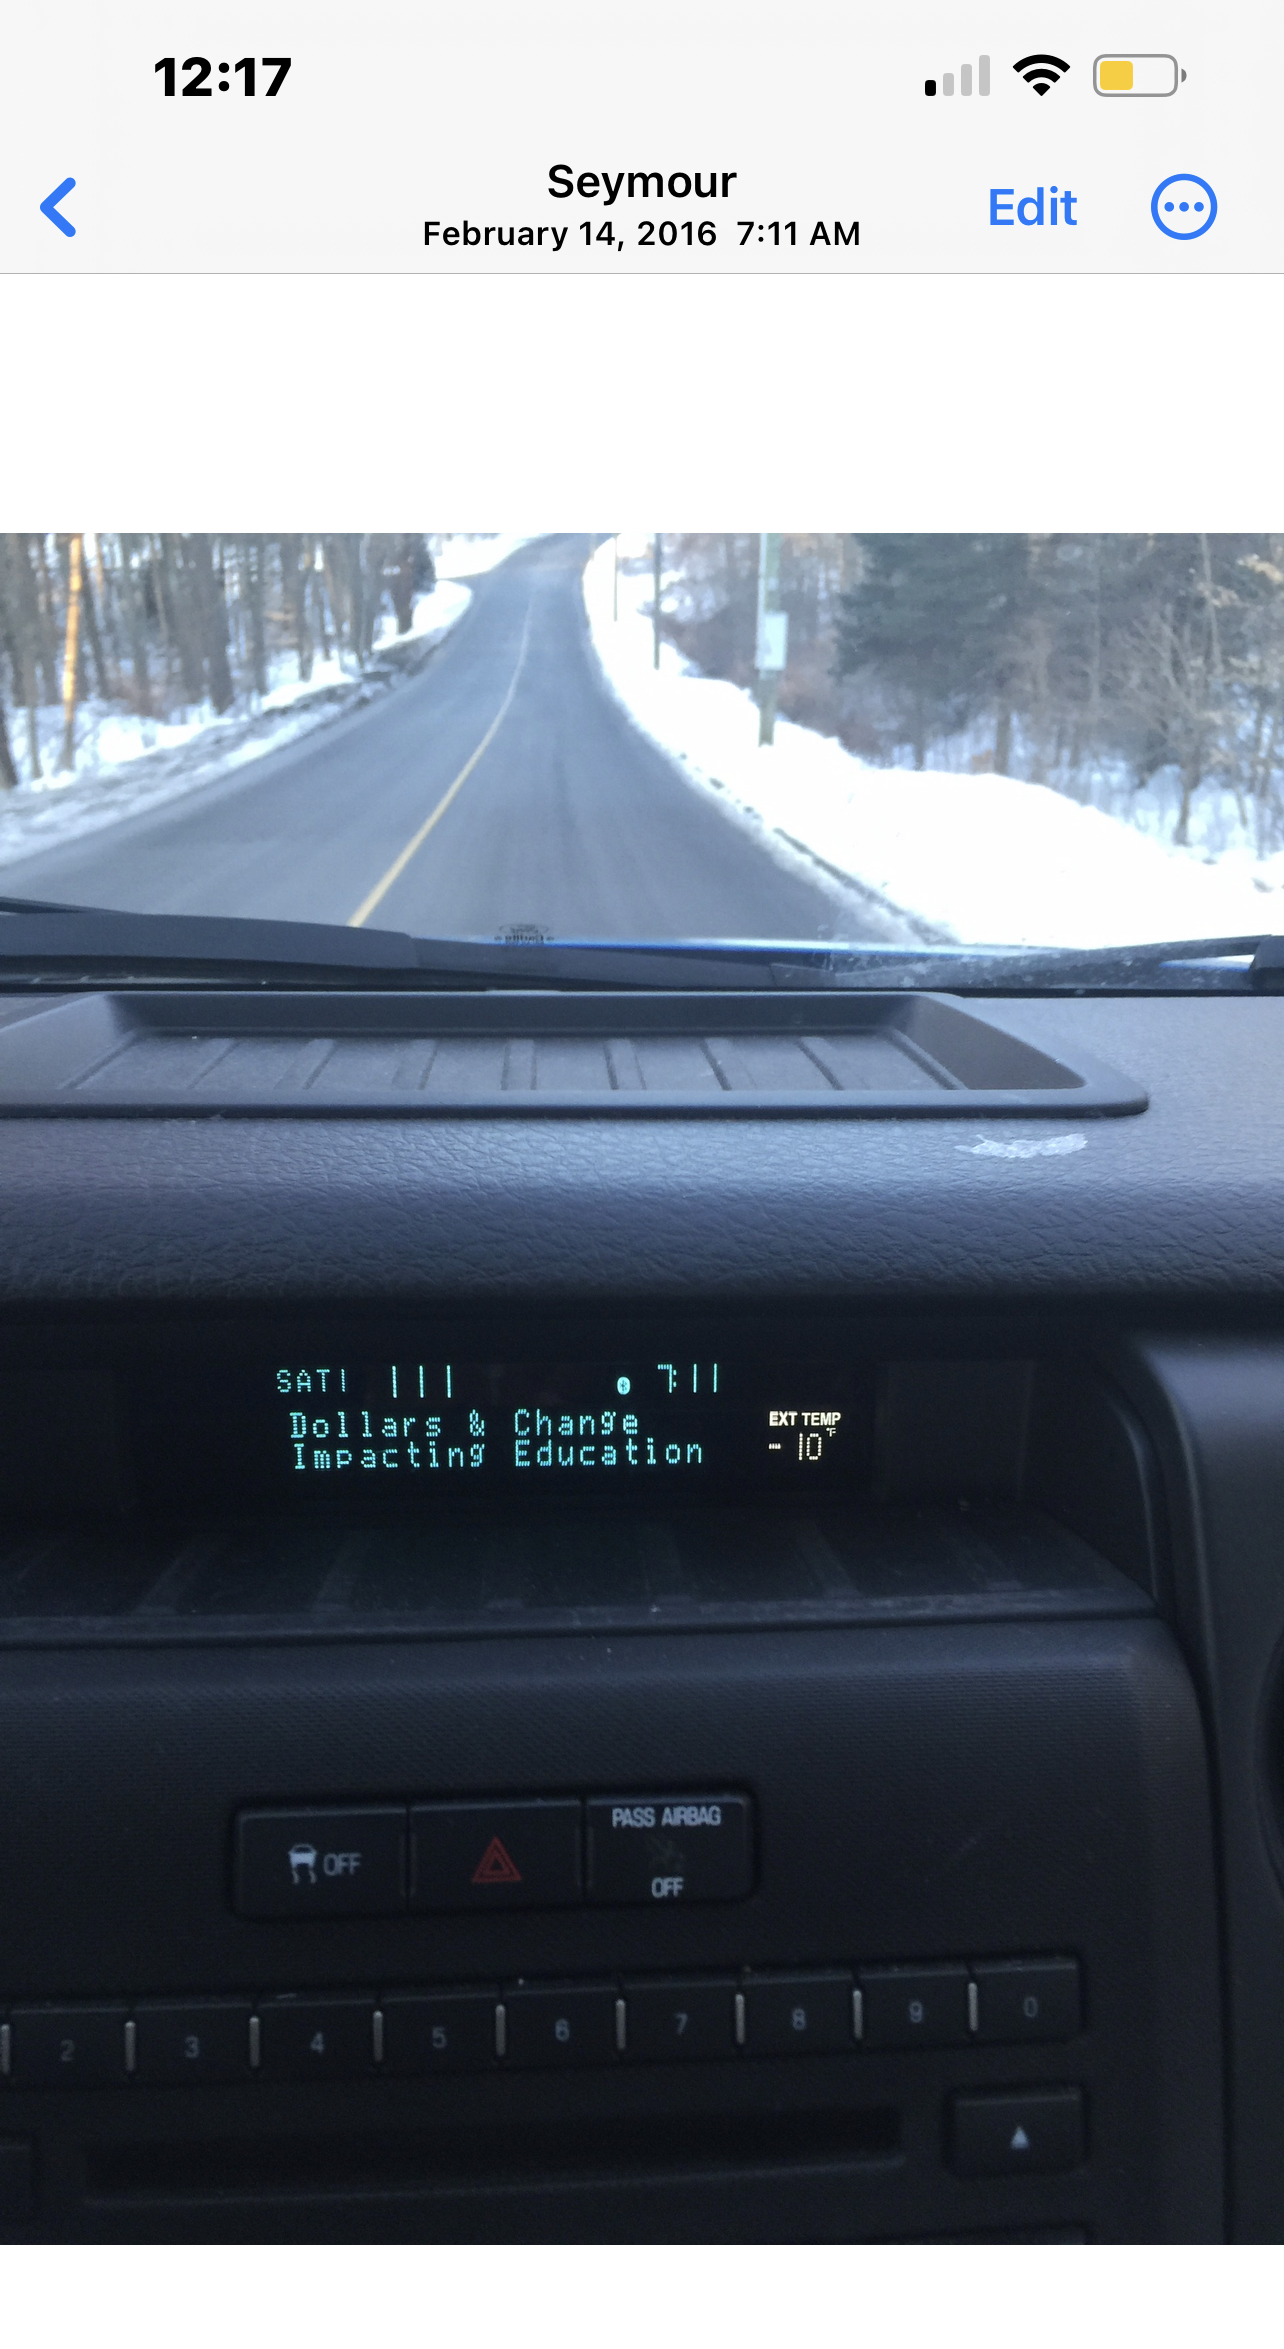 12:17
Seymour
February 14, 2016 7:11 AM
Edit
SAT1 111 7:11
Dollars & Change
Impacting Education
EXT TEMP
-10°F
OFF
PASS AIRBAG
OFF
2 3 4 5 6 7 8 9 0